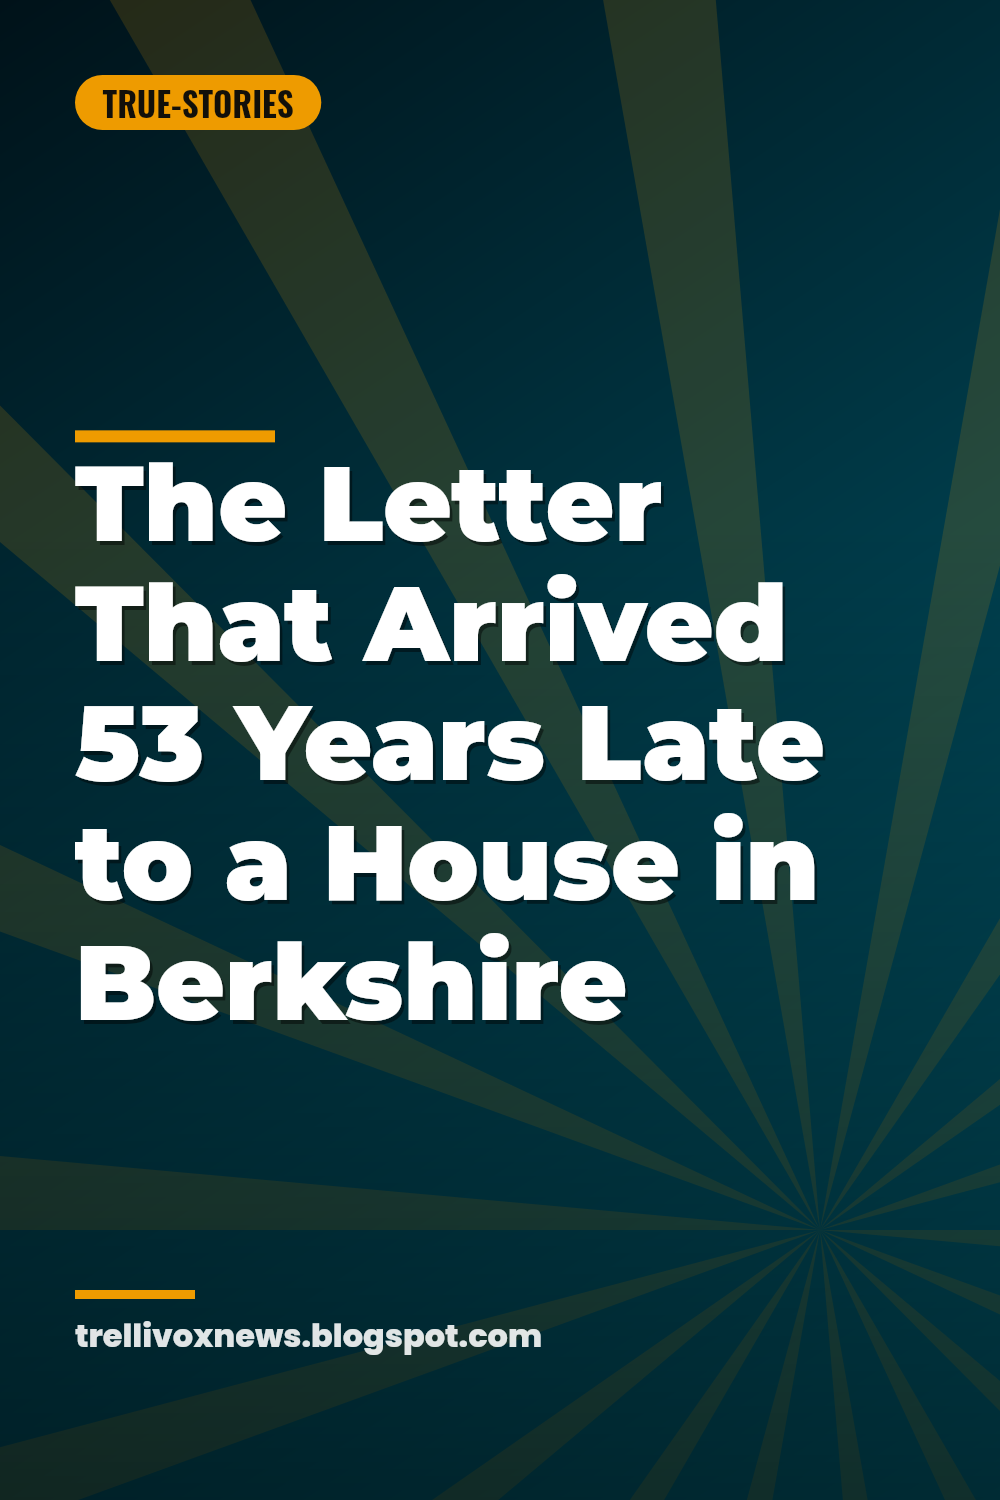 TRUE-STORIES
The Letter
That Arrived
53 Years Late
to a House in
Berkshire
trellivoxnews.blogspot.com